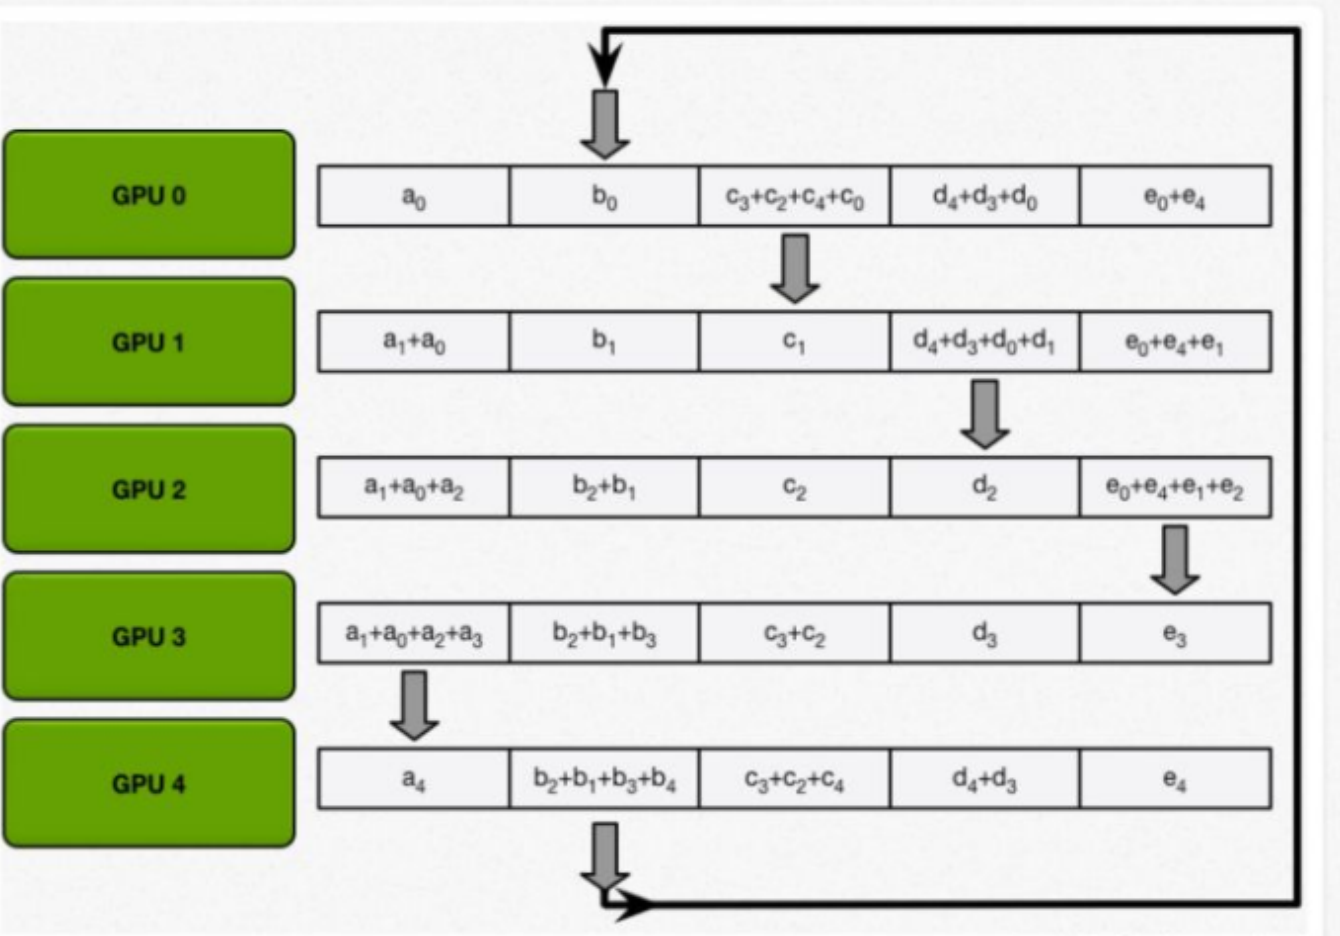 GPU 0 a₀ b₀ c₃+c₂+c₄+c₀ d₄+d₃+d₀ e₀+e₄
GPU 1 a₁+a₀ b₁ c₁ d₄+d₃+d₀+d₁ e₀+e₄+e₁
GPU 2 a₁+a₀+a₂ b₂+b₁ c₂ d₂ e₀+e₄+e₁+e₂
GPU 3 a₁+a₀+a₂+a₃ b₂+b₁+b₃ c₃+c₂ d₃ e₃
GPU 4 a₄ b₂+b₁+b₃+b₄ c₃+c₂+c₄ d₄+d₃ e₄